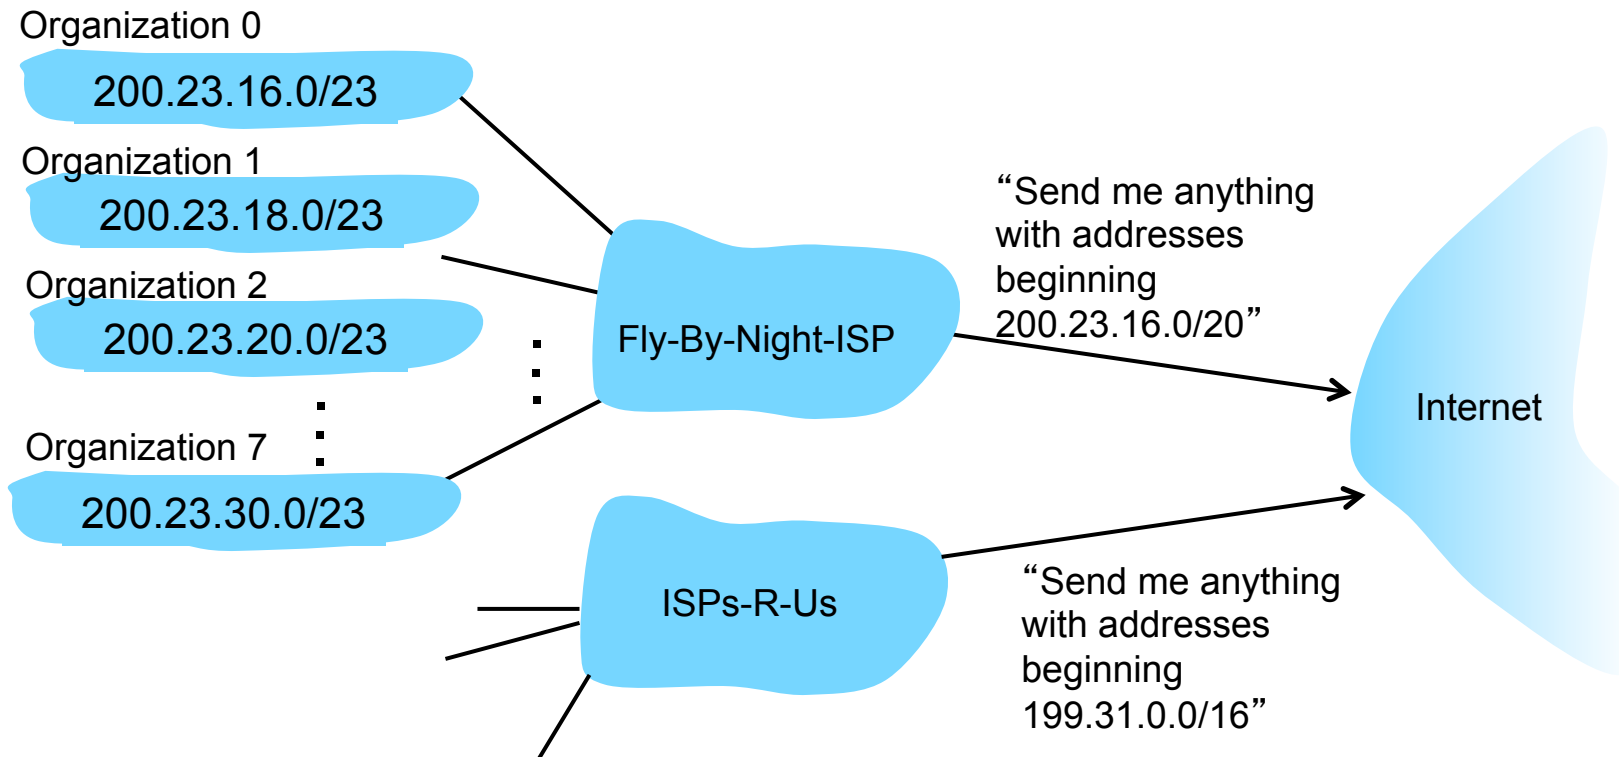 Organization 0
200.23.16.0/23
Organization 1
200.23.18.0/23
Organization 2
200.23.20.0/23
Organization 7
200.23.30.0/23
Fly-By-Night-ISP
“Send me anything
with addresses
beginning
200.23.16.0/20”
Internet
ISPs-R-Us
“Send me anything
with addresses
beginning
199.31.0.0/16”